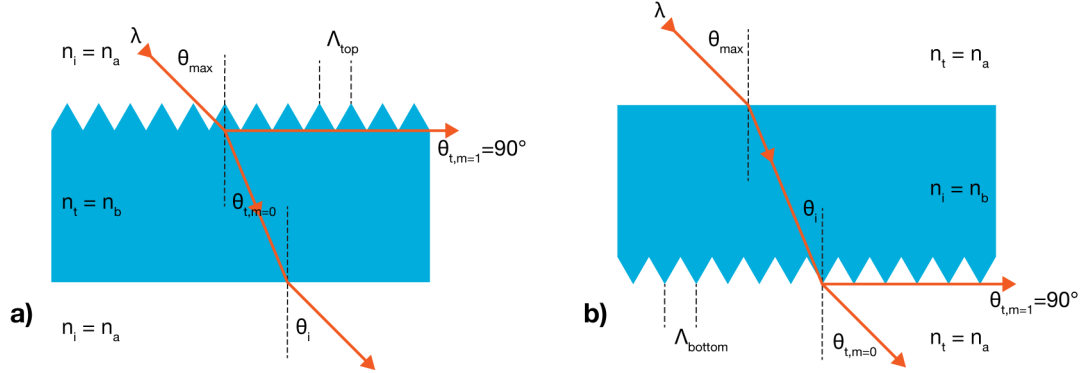 λ
θmax
Λtop
ni = na
θt,m=1=90°
nt = nb
θt,m=0
a)
ni = na
θi
λ
θmax
nt = na
θi
ni = nb
b)
Λbottom
θt,m=1=90°
θt,m=0
nt = na